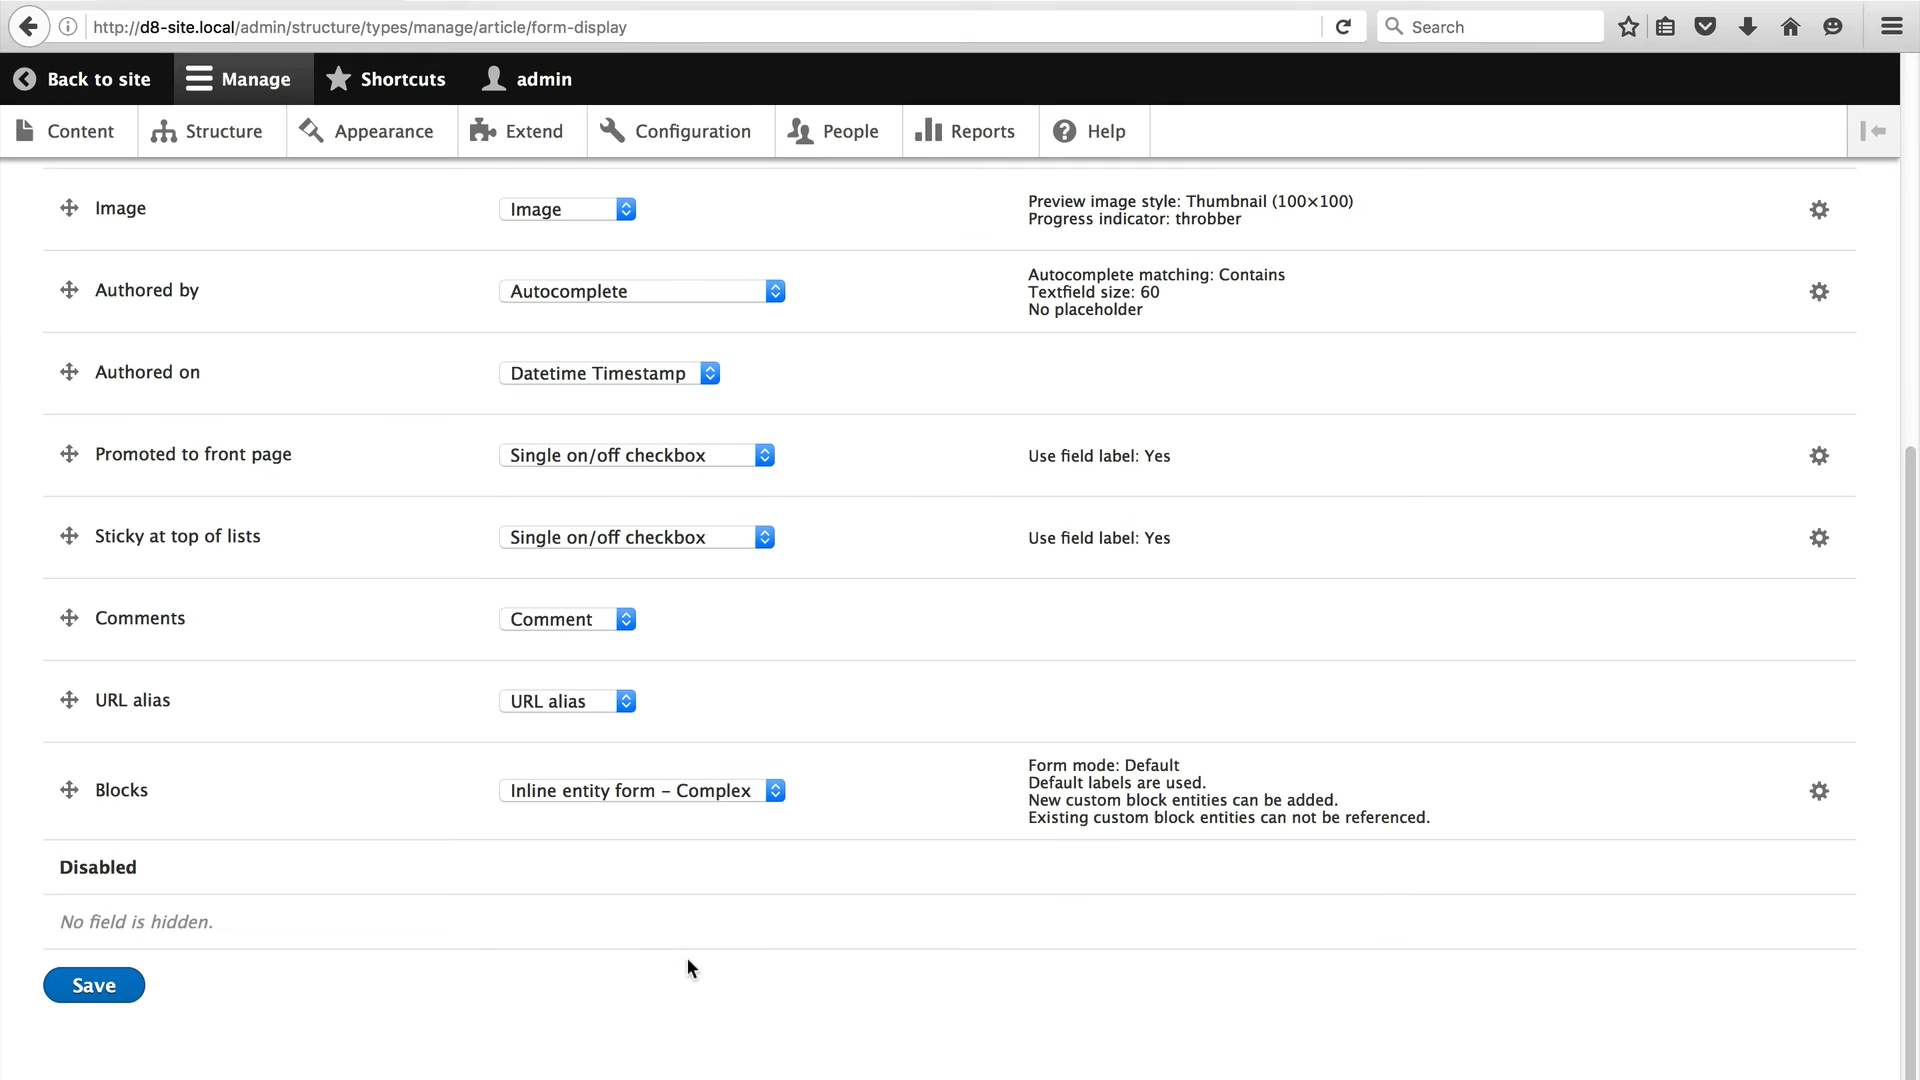 http://d8-site.local/admin/structure/types/manage/article/form-display
Search
Back to site
Manage
Shortcuts
admin
Content
Structure
Appearance
Extend
Configuration
People
Reports
Help
Image
Image
Preview image style: Thumbnail (100×100)
Progress indicator: throbber
Authored by
Autocomplete
Autocomplete matching: Contains
Textfield size: 60
No placeholder
Authored on
Datetime Timestamp
Promoted to front page
Single on/off checkbox
Use field label: Yes
Sticky at top of lists
Single on/off checkbox
Use field label: Yes
Comments
Comment
URL alias
URL alias
Blocks
Inline entity form – Complex
Form mode: Default
Default labels are used.
New custom block entities can be added.
Existing custom block entities can not be referenced.
Disabled
No field is hidden.
Save